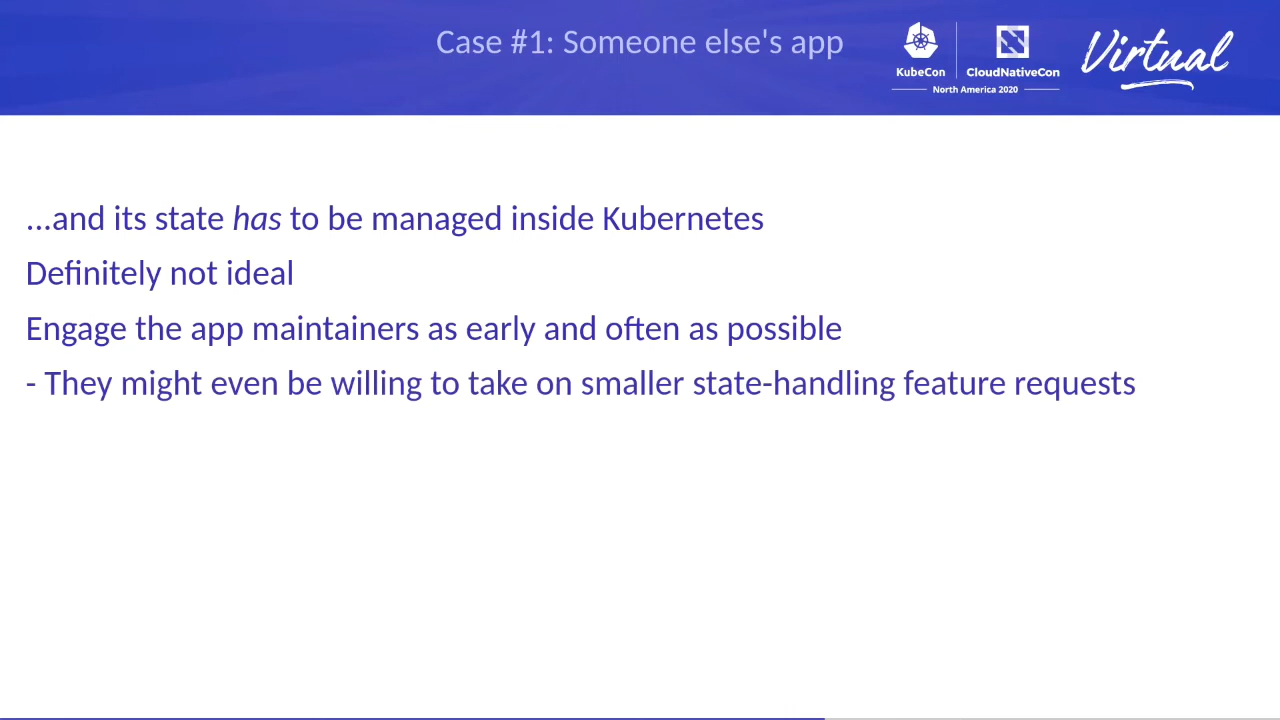 Case #1: Someone else's app
KubeCon
CloudNativeCon
North America 2020
Virtual
...and its state has to be managed inside Kubernetes
Definitely not ideal
Engage the app maintainers as early and often as possible
- They might even be willing to take on smaller state-handling feature requests